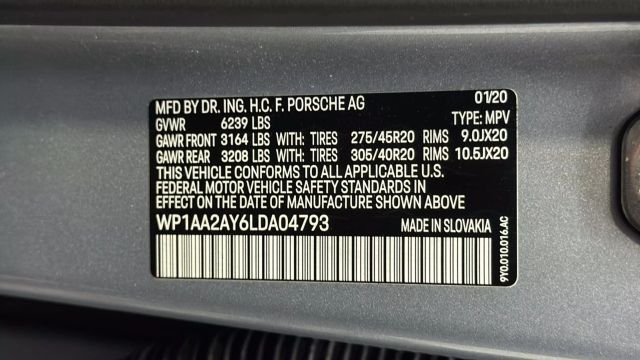 MFD BY DR. ING. H.C. F. PORSCHE AG 01/20
GVWR 6239 LBS TYPE: MPV
GAWR FRONT 3164 LBS WITH: TIRES 275/45R20 RIMS 9.0JX20
GAWR REAR 3208 LBS WITH: TIRES 305/40R20 RIMS 10.5JX20
THIS VEHICLE CONFORMS TO ALL APPLICABLE U.S.
FEDERAL MOTOR VEHICLE SAFETY STANDARDS IN
EFFECT ON THE DATE OF MANUFACTURE SHOWN ABOVE
WP1AA2AY6LDA04793 MADE IN SLOVAKIA
9Y0.010.016.AC